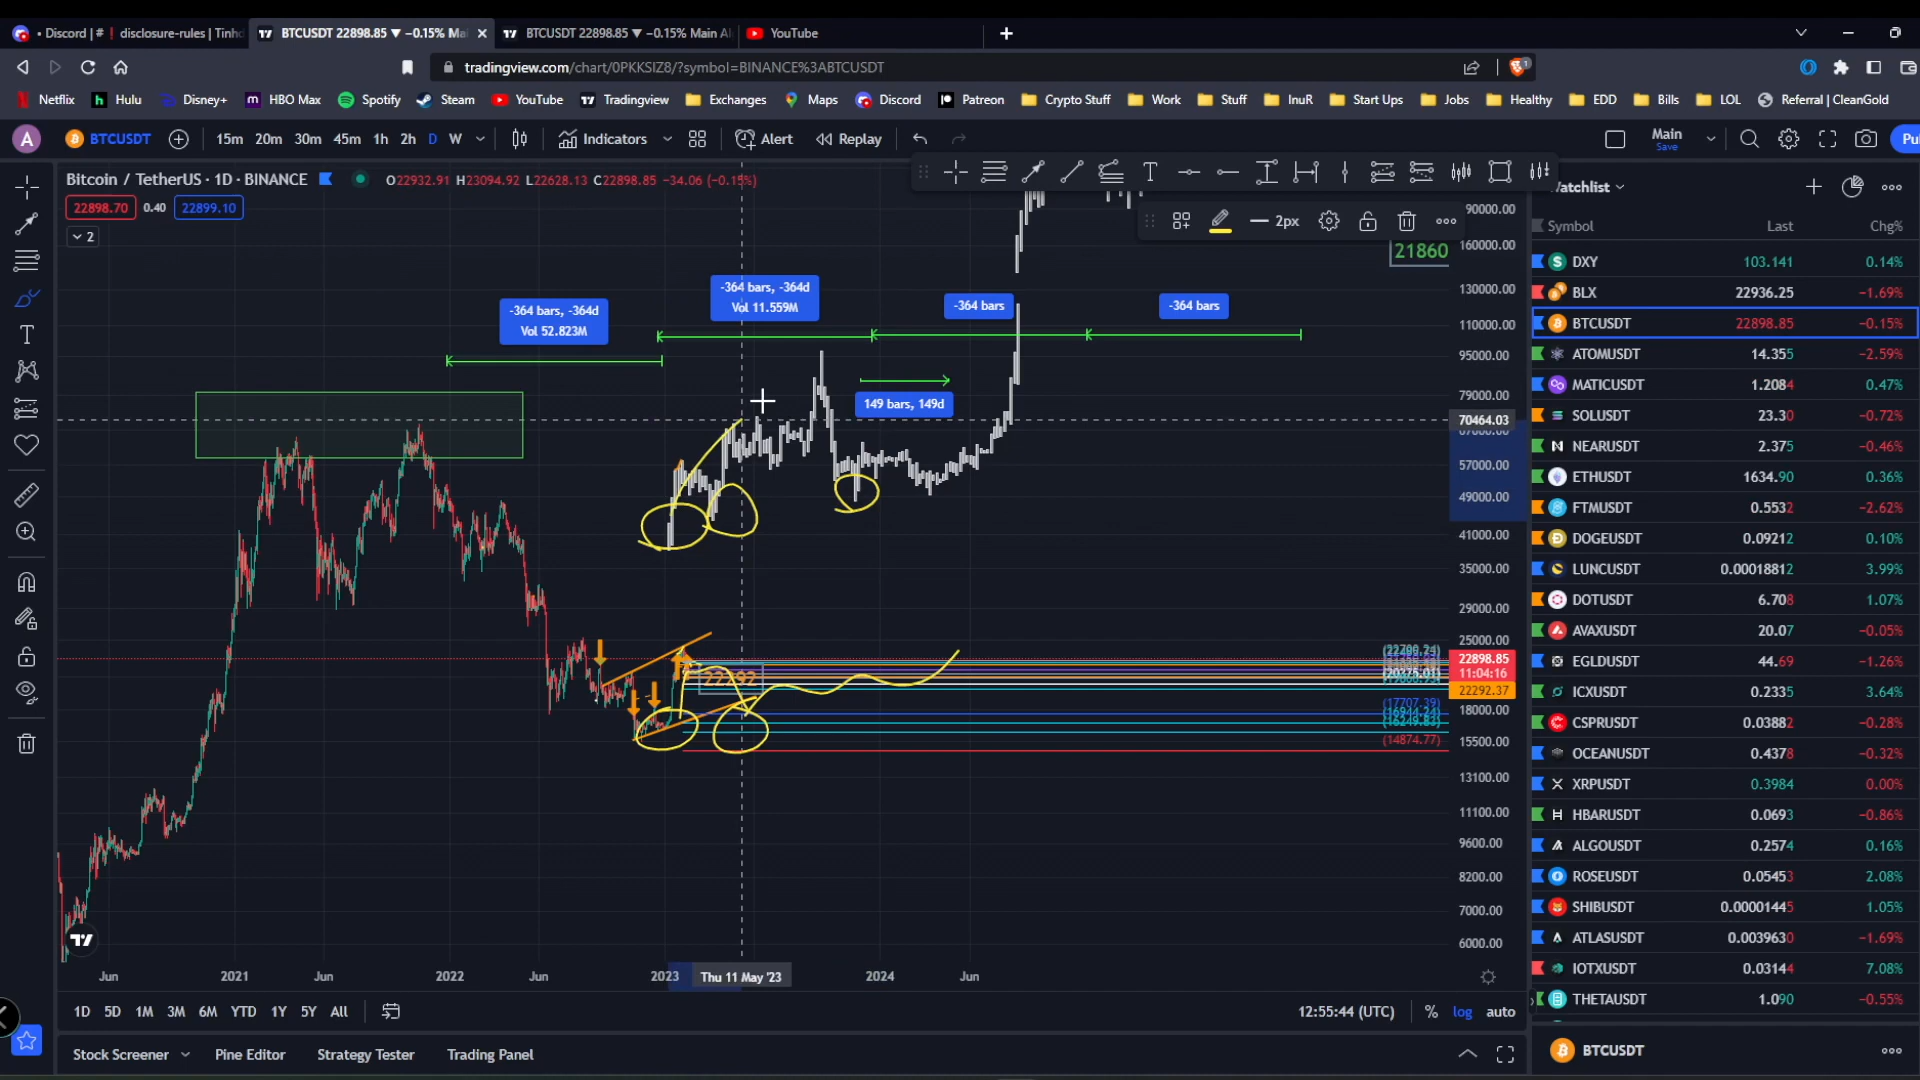 Discord | # ! disclosure-rules | Tinhd
BTCUSDT 22898.85 ▼ −0.15% Mai
BTCUSDT 22898.85 ▼ −0.15% Main Al
YouTube
tradingview.com/chart/0PKKSIZ8/?symbol=BINANCE%3ABTCUSDT
1
Netflix
Hulu
Disney+
HBO Max
Spotify
Steam
YouTube
Tradingview
Exchanges
Maps
Discord
Patreon
Crypto Stuff
Work
Stuff
InuR
Start Ups
Jobs
Healthy
EDD
Bills
LOL
Referral | CleanGold
A
BTCUSDT
15m 20m 30m 45m 1h 2h D W
Indicators
Alert
Replay
Main
Save
Pu
Bitcoin / TetherUS · 1D · BINANCE
O22932.91 H23094.92 L22628.13 C22898.85 −34.06 (−0.15%)
22898.70 0.40 22899.10
2
2px
21860
-364 bars, -364d
Vol 52.823M
-364 bars, -364d
Vol 11.559M
-364 bars
-364 bars
149 bars, 149d
22292
90000.00
160000.00
130000.00
110000.00
95000.00
79000.00
70464.03
57000.00
49000.00
41000.00
35000.00
29000.00
25000.00
22898.85
11:04:16
22292.37
18000.00
15500.00
13100.00
11100.00
9600.00
8200.00
7000.00
6000.00
(20275.01)
(17707.39)
(16249.83)
(14874.77)
Jun 2021 Jun 2022 Jun 2023 Thu 11 May '23 2024 Jun
1D 5D 1M 3M 6M YTD 1Y 5Y All
12:55:44 (UTC) % log auto
Stock Screener Pine Editor Strategy Tester Trading Panel
Watchlist
Symbol Last Chg%
DXY 103.141 0.14%
BLX 22936.25 −1.69%
BTCUSDT 22898.85 −0.15%
ATOMUSDT 14.355 −2.59%
MATICUSDT 1.2084 0.47%
SOLUSDT 23.30 −0.72%
NEARUSDT 2.375 −0.46%
ETHUSDT 1634.90 0.36%
FTMUSDT 0.5532 −2.62%
DOGEUSDT 0.09212 0.10%
LUNCUSDT 0.00018812 3.99%
DOTUSDT 6.708 1.07%
AVAXUSDT 20.07 −0.05%
EGLDUSDT 44.69 −1.26%
ICXUSDT 0.2335 3.64%
CSPRUSDT 0.03882 −0.28%
OCEANUSDT 0.4378 −0.32%
XRPUSDT 0.3984 0.00%
HBARUSDT 0.0693 −0.86%
ALGOUSDT 0.2574 0.16%
ROSEUSDT 0.05453 2.08%
SHIBUSDT 0.00001445 1.05%
ATLASUSDT 0.003963 −1.69%
IOTXUSDT 0.03144 7.08%
THETAUSDT 1.090 −0.55%
BTCUSDT